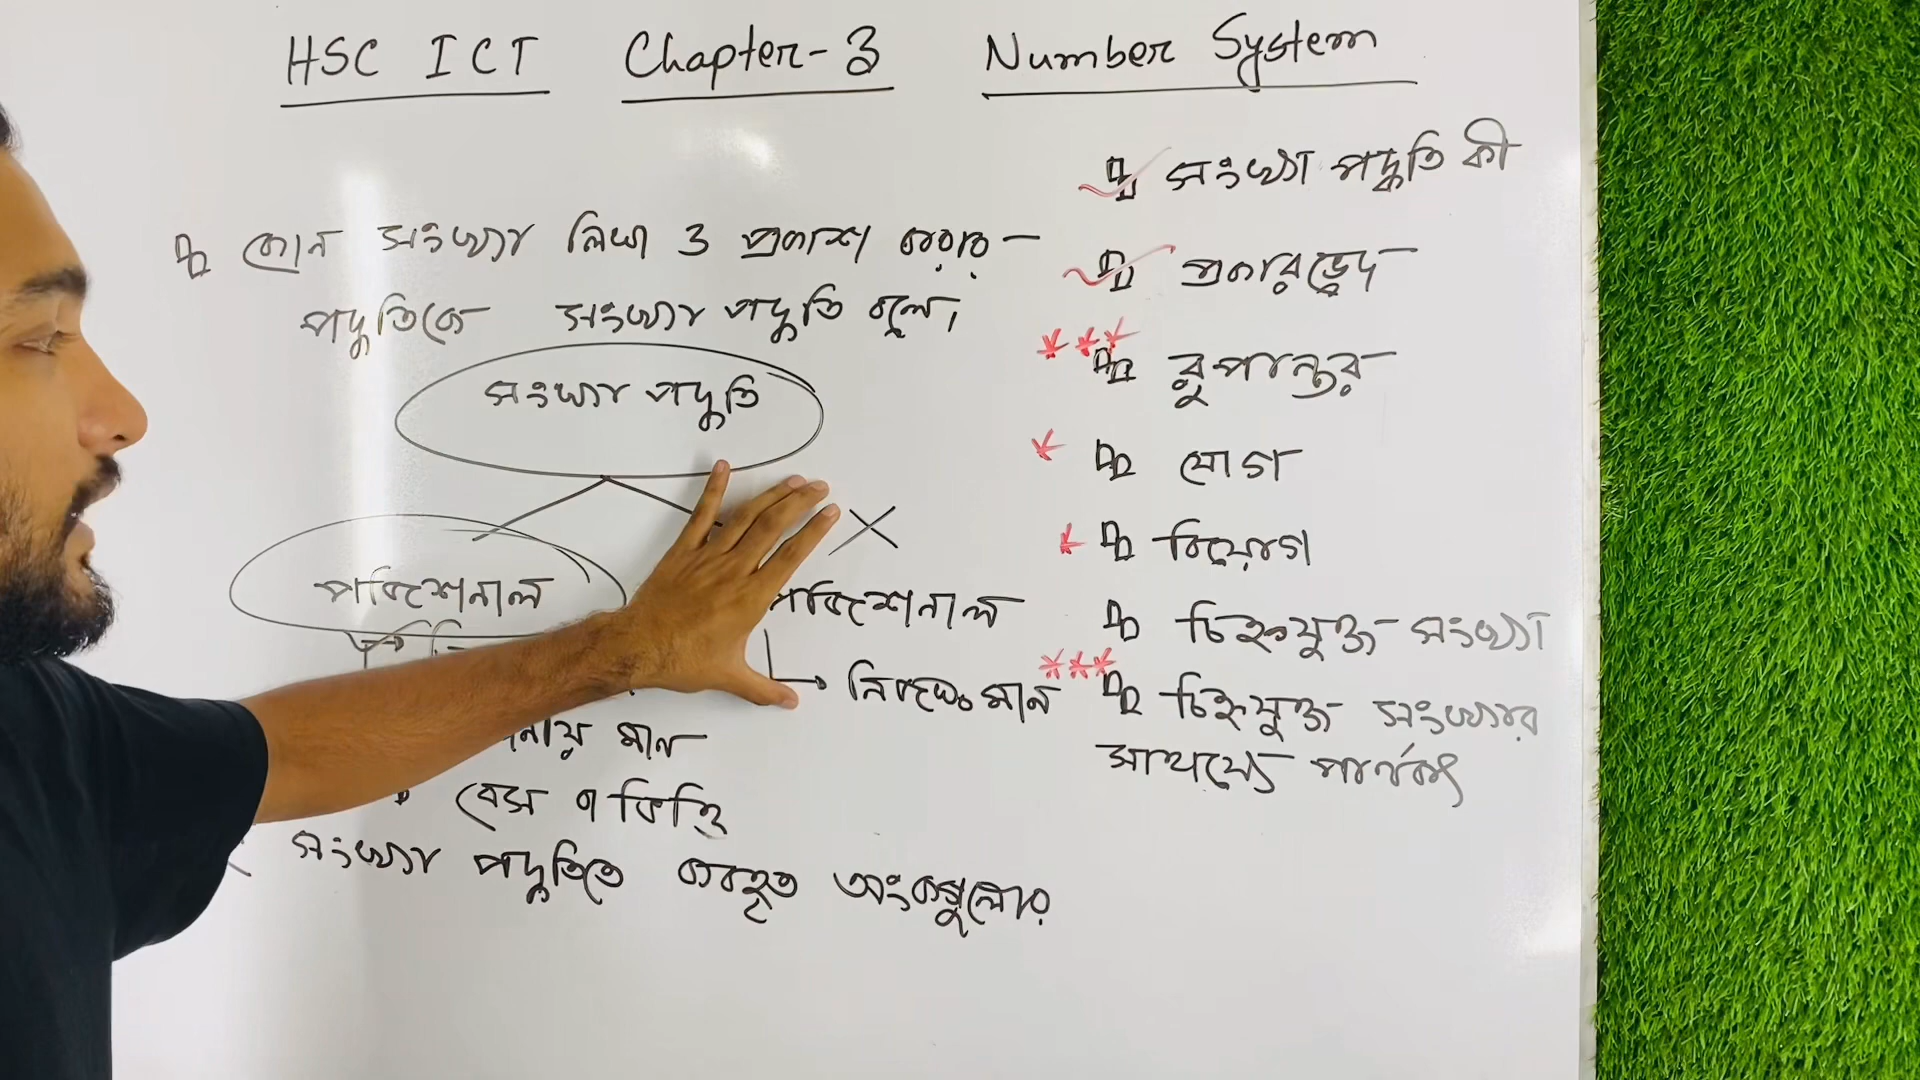 HSC ICT Chapter-3 Number System
কোন সংখ্যা লিখা ও প্রকাশ করার
পদ্ধতিকে সংখ্যা পদ্ধতি বলে।
সংখ্যা পদ্ধতি
পজিশনাল
পজিশনাল
নিজস্ব মান
মান
বেস বা ভিত্তি
সংখ্যা পদ্ধতিতে ব্যবহৃত অংকগুলোর
সংখ্যা পদ্ধতি কী
প্রকারভেদ
*** রুপান্তর
* যোগ
* বিয়োগ
চিহ্নযুক্ত সংখ্যা
*** চিহ্নযুক্ত সংখ্যার
সাহায্যে পার্থক্য